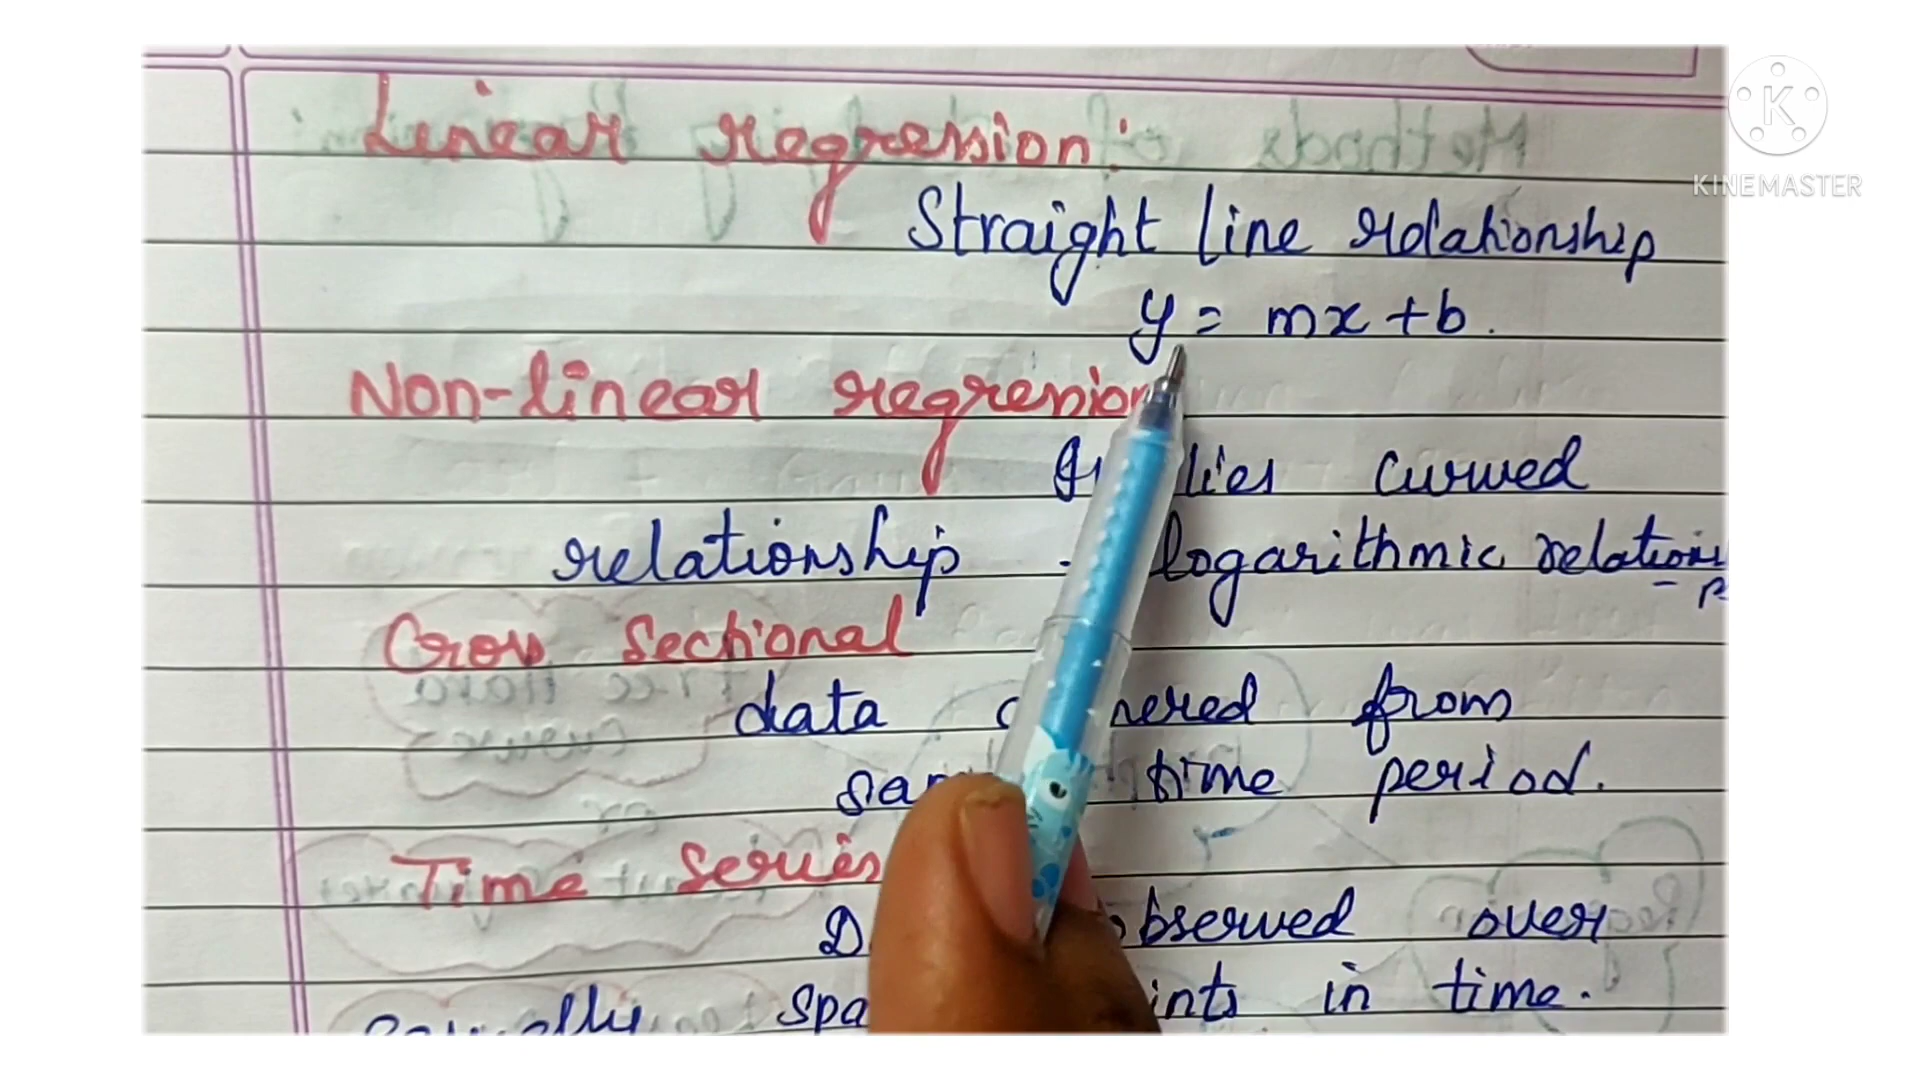 Linear regression:
Straight line relationship
y = mx + b.
Non-linear regression
curved
relationship - logarithmic relation
Cross Sectional
data from
time period.
Time Series
observed over
Equally in time.
KINEMASTER